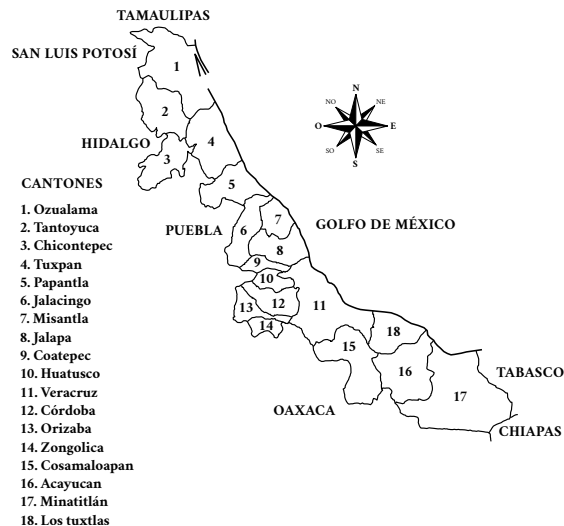 TAMAULIPAS
SAN LUIS POTOSÍ
1
N
NO
NE
2
O
E
4
HIDALGO
SO
SE
3
S
CANTONES
5
1. Ozualama
2. Tantoyuca
3. Chicontepec
4. Tuxpan
5. Papantla
6. Jalacingo
7. Misantla
8. Jalapa
9. Coatepec
10. Huatusco
11. Veracruz
12. Córdoba
13. Orizaba
14. Zongolica
15. Cosamaloapan
16. Acayucan
17. Minatitlán
18. Los tuxtlas
PUEBLA
6
7
GOLFO DE MÉXICO
8
9
10
13
12
11
14
18
15
16
TABASCO
17
OAXACA
CHIAPAS